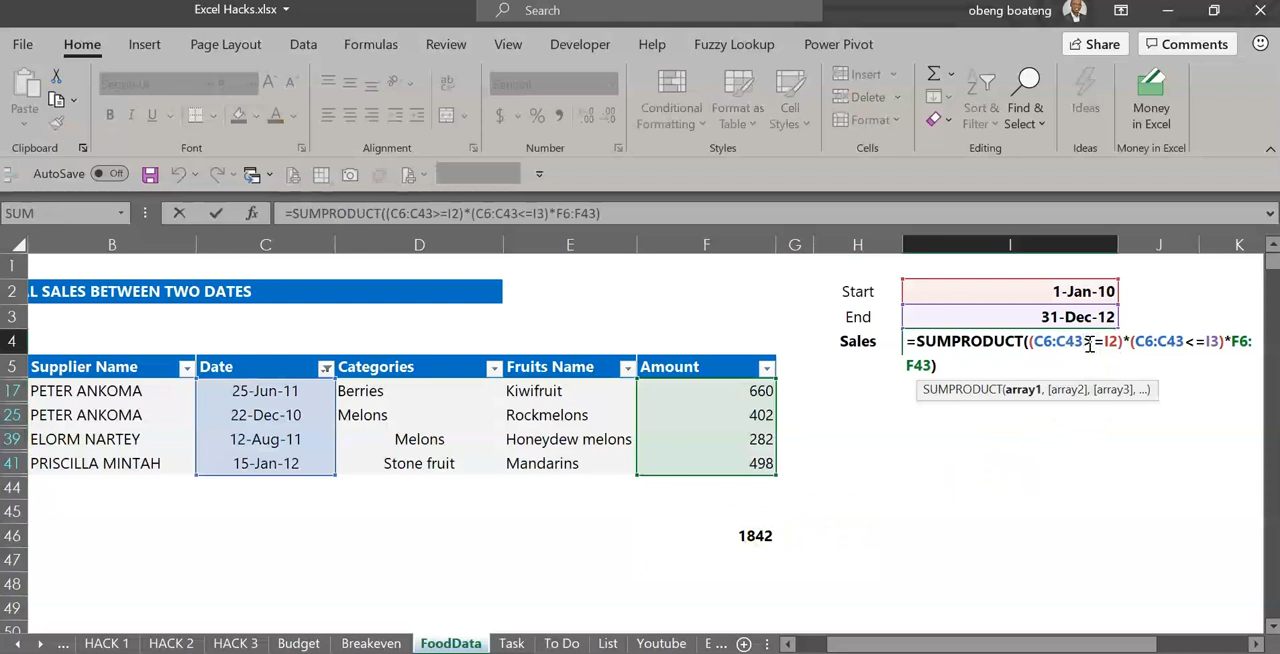 Excel Hacks.xlsx
Search
obeng boateng
File Home Insert Page Layout Data Formulas Review View Developer Help Fuzzy Lookup Power Pivot Share Comments
Paste
B I U A
General
$ % 9
Conditional Formatting
Format as Table
Cell Styles
Insert
Delete
Format
Sort & Filter
Find & Select
Ideas
Money in Excel
Clipboard Font Alignment Number Styles Cells Editing Ideas Money in Excel
AutoSave Off
SUM fx =SUMPRODUCT((C6:C43>=I2)*(C6:C43<=I3)*F6:F43)
B C D E F G H I J K
1
2 L SALES BETWEEN TWO DATES Start 1-Jan-10
3 End 31-Dec-12
4 Sales =SUMPRODUCT((C6:C43>=I2)*(C6:C43<=I3)*F6:
5 Supplier Name Date Categories Fruits Name Amount F43)
17 PETER ANKOMA 25-Jun-11 Berries Kiwifruit 660 SUMPRODUCT(array1, [array2], [array3], ...)
25 PETER ANKOMA 22-Dec-10 Melons Rockmelons 402
39 ELORM NARTEY 12-Aug-11 Melons Honeydew melons 282
41 PRISCILLA MINTAH 15-Jan-12 Stone fruit Mandarins 498
44
45
46 1842
47
48
49
50
... HACK 1 HACK 2 HACK 3 Budget Breakeven FoodData Task To Do List Youtube E ...